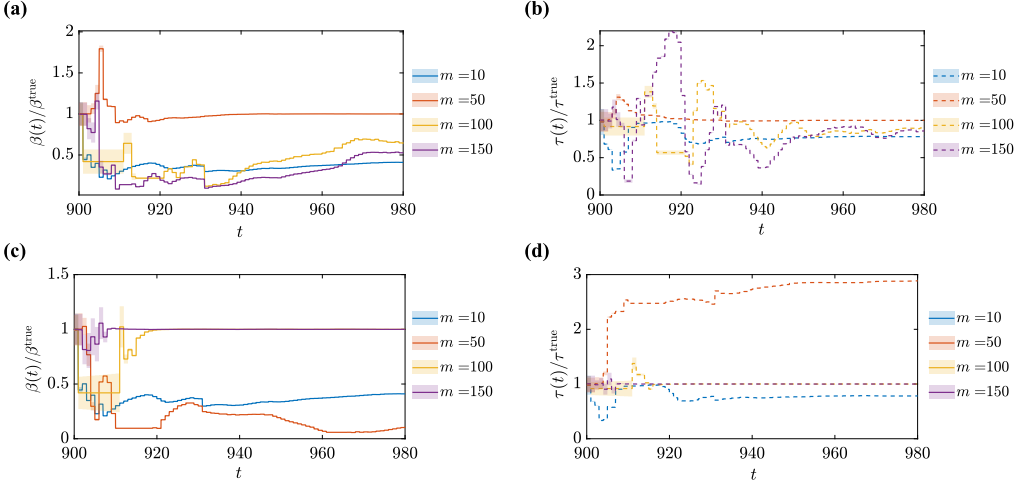 (a)
β(t)/β^true
2
1.5
1
0.5
900 920 940 960 980
t
m =10
m =50
m =100
m =150
(b)
τ(t)/τ^true
2
1.5
1
0.5
0
900 920 940 960 980
t
m =10
m =50
m =100
m =150
(c)
β(t)/β^true
1.5
1
0.5
0
900 920 940 960 980
t
m =10
m =50
m =100
m =150
(d)
τ(t)/τ^true
3
2
1
0
900 920 940 960 980
t
m =10
m =50
m =100
m =150